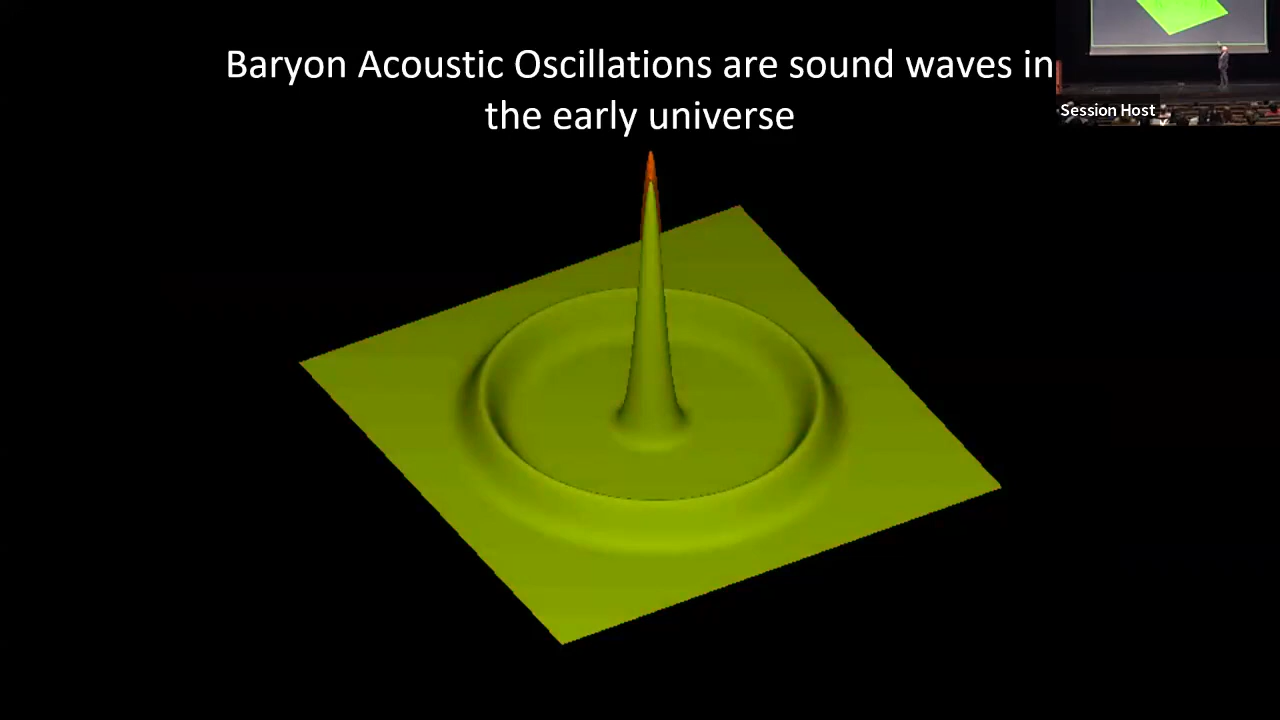 Baryon Acoustic Oscillations are sound waves in
the early universe
Session Host